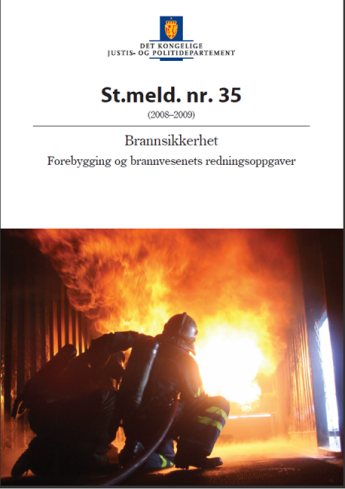 DET KONGELIGE
JUSTIS- OG POLITIDEPARTEMENT
St.meld. nr. 35
(2008–2009)
Brannsikkerhet
Forebygging og brannvesenets redningsoppgaver